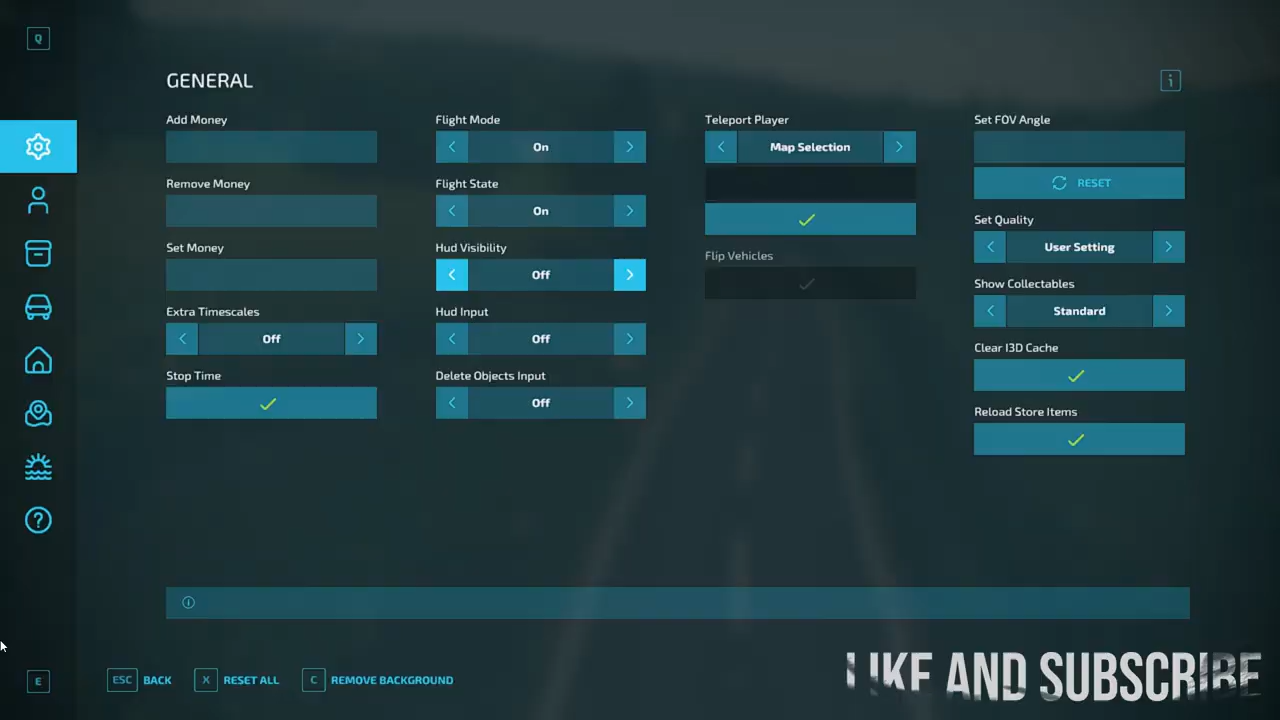 Q
GENERAL
i
Add Money
Remove Money
Set Money
Extra Timescales
Off
Stop Time
Flight Mode
On
Flight State
On
Hud Visibility
Off
Hud Input
Off
Delete Objects Input
Off
Teleport Player
Map Selection
Flip Vehicles
Set FOV Angle
RESET
Set Quality
User Setting
Show Collectables
Standard
Clear I3D Cache
Reload Store Items
E
ESC BACK X RESET ALL C REMOVE BACKGROUND
LIKE AND SUBSCRIBE